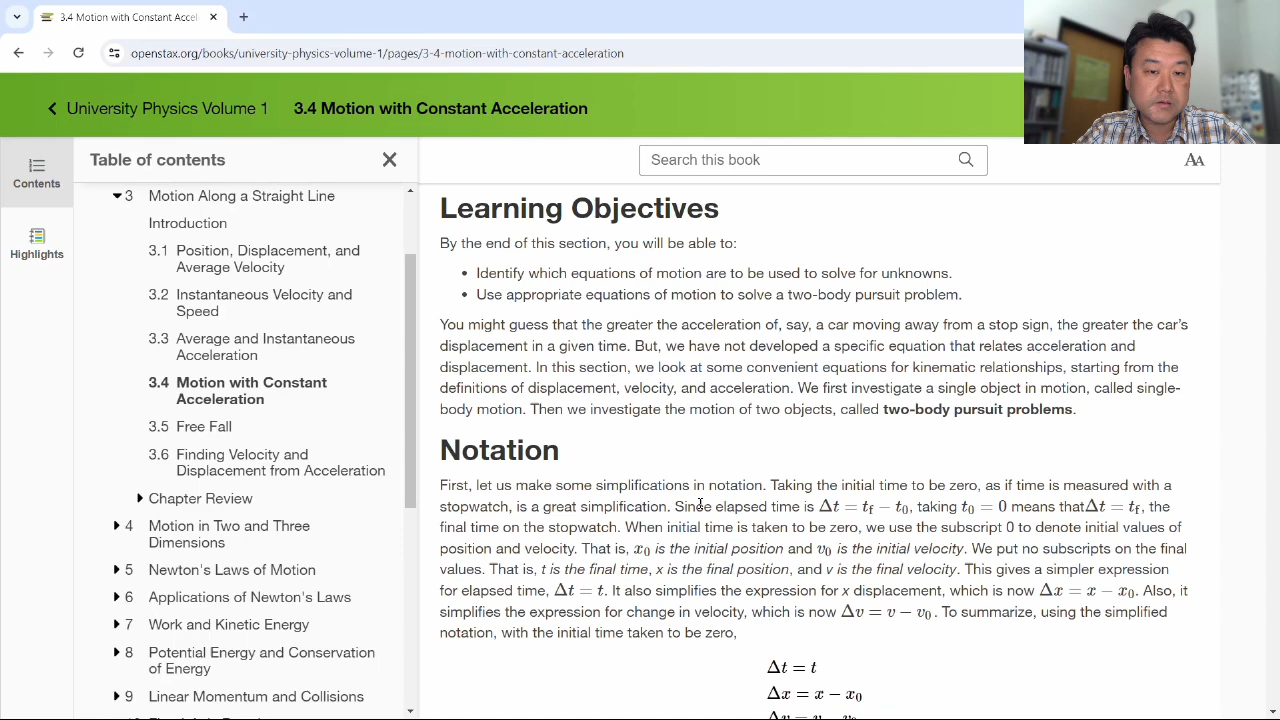 3.4 Motion with Constant Accel
openstax.org/books/university-physics-volume-1/pages/3-4-motion-with-constant-acceleration
University Physics Volume 1 3.4 Motion with Constant Acceleration
Contents
Highlights
Table of contents
3 Motion Along a Straight Line
Introduction
3.1 Position, Displacement, and
Average Velocity
3.2 Instantaneous Velocity and
Speed
3.3 Average and Instantaneous
Acceleration
3.4 Motion with Constant
Acceleration
3.5 Free Fall
3.6 Finding Velocity and
Displacement from Acceleration
Chapter Review
4 Motion in Two and Three
Dimensions
5 Newton's Laws of Motion
6 Applications of Newton's Laws
7 Work and Kinetic Energy
8 Potential Energy and Conservation
of Energy
9 Linear Momentum and Collisions
Search this book
AA
Learning Objectives
By the end of this section, you will be able to:
• Identify which equations of motion are to be used to solve for unknowns.
• Use appropriate equations of motion to solve a two-body pursuit problem.
You might guess that the greater the acceleration of, say, a car moving away from a stop sign, the greater the car's
displacement in a given time. But, we have not developed a specific equation that relates acceleration and
displacement. In this section, we look at some convenient equations for kinematic relationships, starting from the
definitions of displacement, velocity, and acceleration. We first investigate a single object in motion, called single-
body motion. Then we investigate the motion of two objects, called two-body pursuit problems.
Notation
First, let us make some simplifications in notation. Taking the initial time to be zero, as if time is measured with a
stopwatch, is a great simplification. Since elapsed time is Δt = t_f − t_0, taking t_0 = 0 means thatΔt = t_f, the
final time on the stopwatch. When initial time is taken to be zero, we use the subscript 0 to denote initial values of
position and velocity. That is, x_0 is the initial position and v_0 is the initial velocity. We put no subscripts on the final
values. That is, t is the final time, x is the final position, and v is the final velocity. This gives a simpler expression
for elapsed time, Δt = t. It also simplifies the expression for x displacement, which is now Δx = x − x_0. Also, it
simplifies the expression for change in velocity, which is now Δv = v − v_0. To summarize, using the simplified
notation, with the initial time taken to be zero,
Δt = t
Δx = x − x_0
Δv = v − v_0